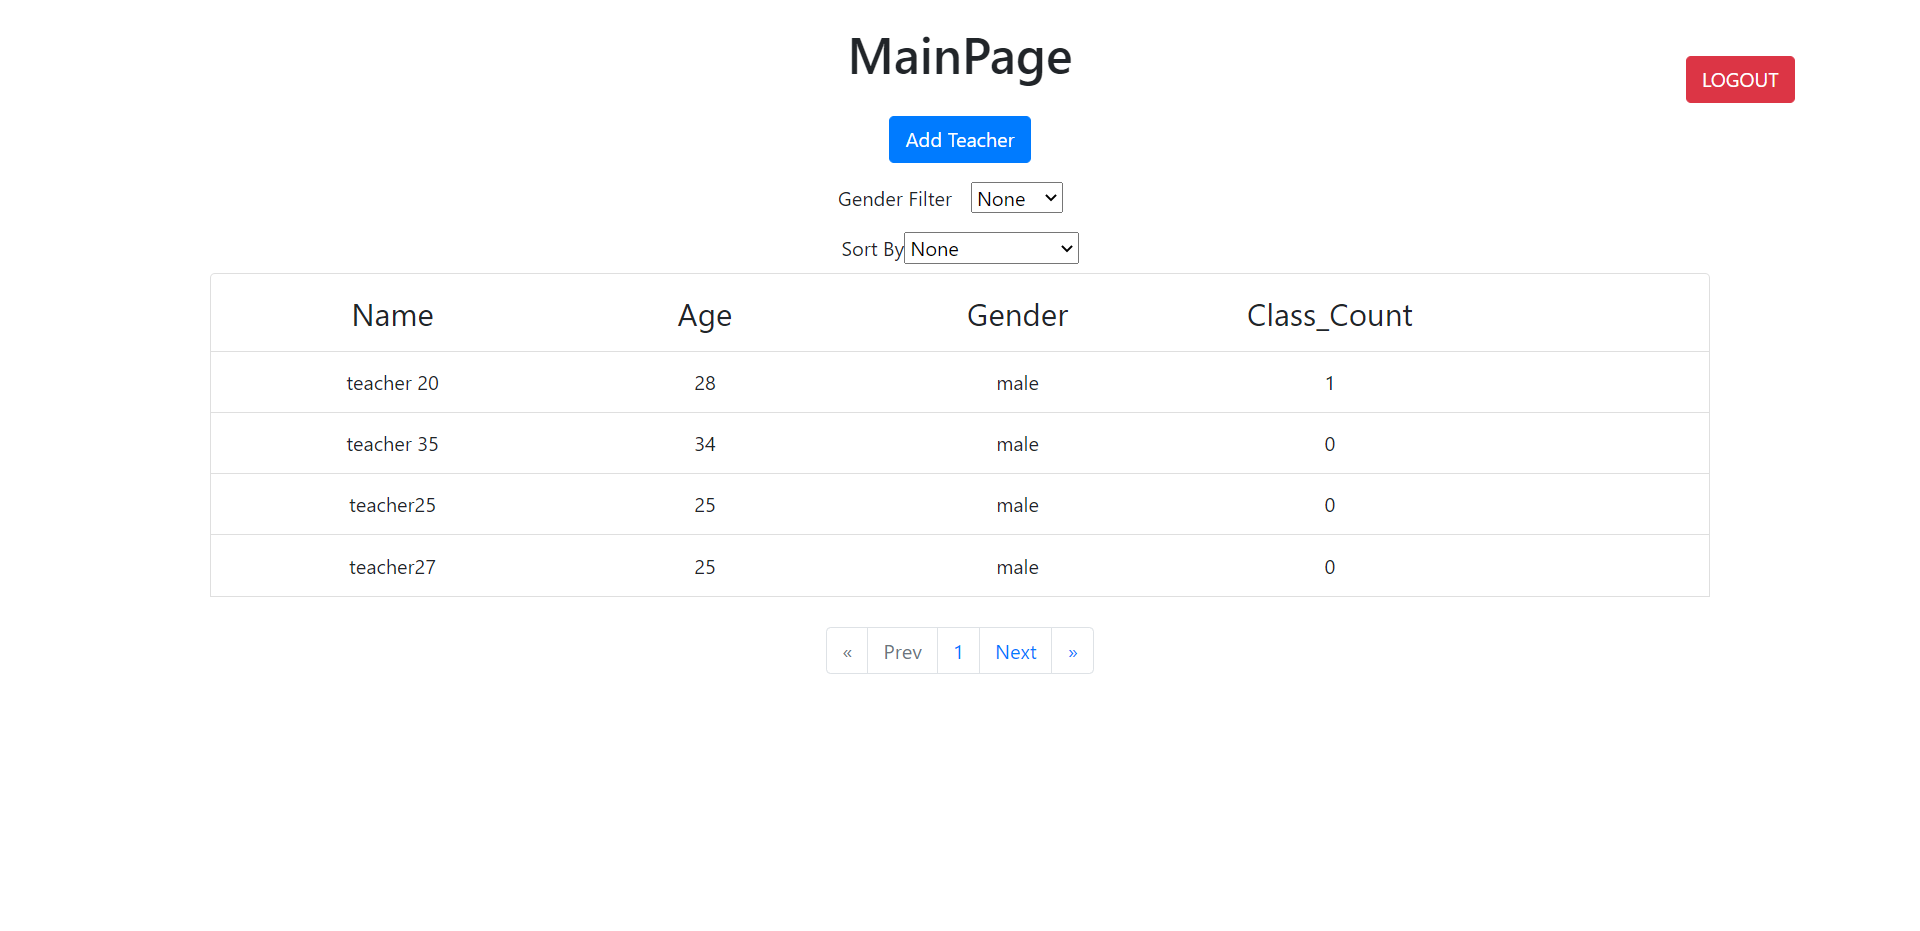 MainPage
LOGOUT
Add Teacher
Gender Filter None
Sort By None
Name Age Gender Class_Count
teacher 20 28 male 1
teacher 35 34 male 0
teacher25 25 male 0
teacher27 25 male 0
« Prev 1 Next »